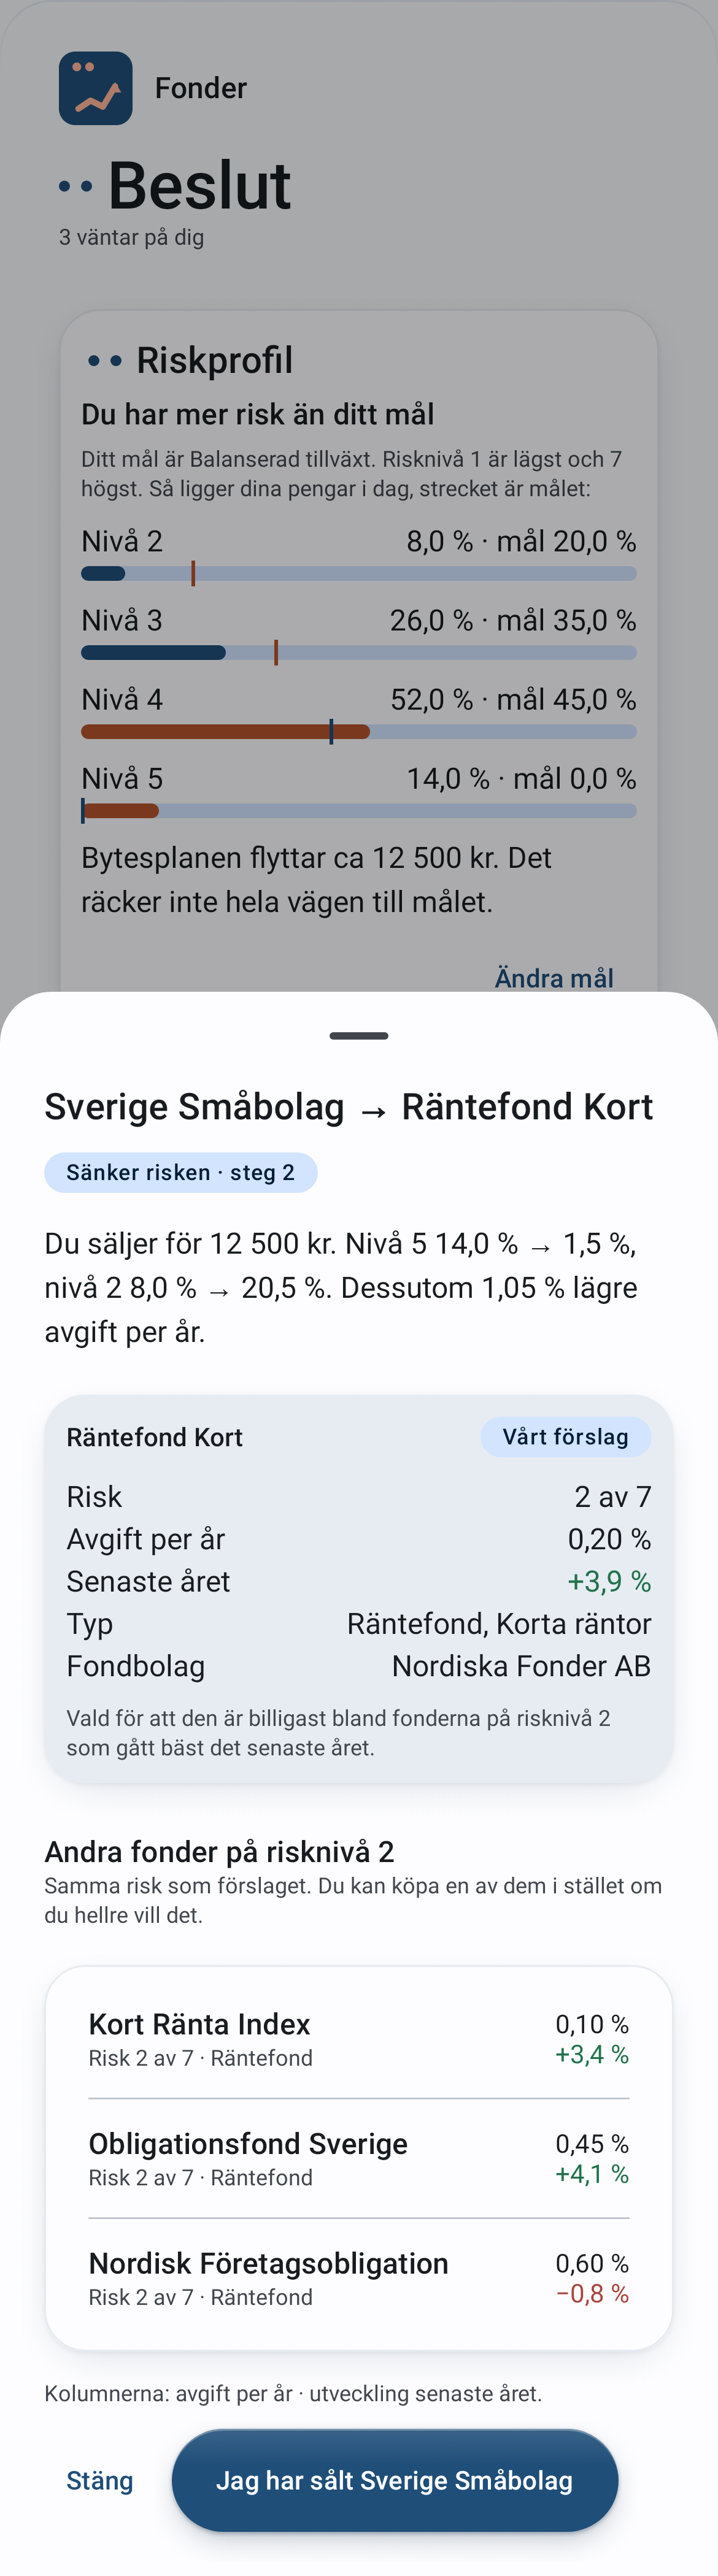 Fonder
Beslut
3 väntar på dig
Riskprofil
Du har mer risk än ditt mål
Ditt mål är Balanserad tillväxt. Risknivå 1 är lägst och 7
högst. Så ligger dina pengar i dag, strecket är målet:
Nivå 2 8,0 % · mål 20,0 %
Nivå 3 26,0 % · mål 35,0 %
Nivå 4 52,0 % · mål 45,0 %
Nivå 5 14,0 % · mål 0,0 %
Bytesplanen flyttar ca 12 500 kr. Det
räcker inte hela vägen till målet.
Ändra mål
Sverige Småbolag → Räntefond Kort
Sänker risken · steg 2
Du säljer för 12 500 kr. Nivå 5 14,0 % → 1,5 %,
nivå 2 8,0 % → 20,5 %. Dessutom 1,05 % lägre
avgift per år.
Räntefond Kort Vårt förslag
Risk 2 av 7
Avgift per år 0,20 %
Senaste året +3,9 %
Typ Räntefond, Korta räntor
Fondbolag Nordiska Fonder AB
Vald för att den är billigast bland fonderna på risknivå 2
som gått bäst det senaste året.
Andra fonder på risknivå 2
Samma risk som förslaget. Du kan köpa en av dem i stället om
du hellre vill det.
Kort Ränta Index 0,10 %
Risk 2 av 7 · Räntefond +3,4 %
Obligationsfond Sverige 0,45 %
Risk 2 av 7 · Räntefond +4,1 %
Nordisk Företagsobligation 0,60 %
Risk 2 av 7 · Räntefond −0,8 %
Kolumnerna: avgift per år · utveckling senaste året.
Stäng Jag har sålt Sverige Småbolag